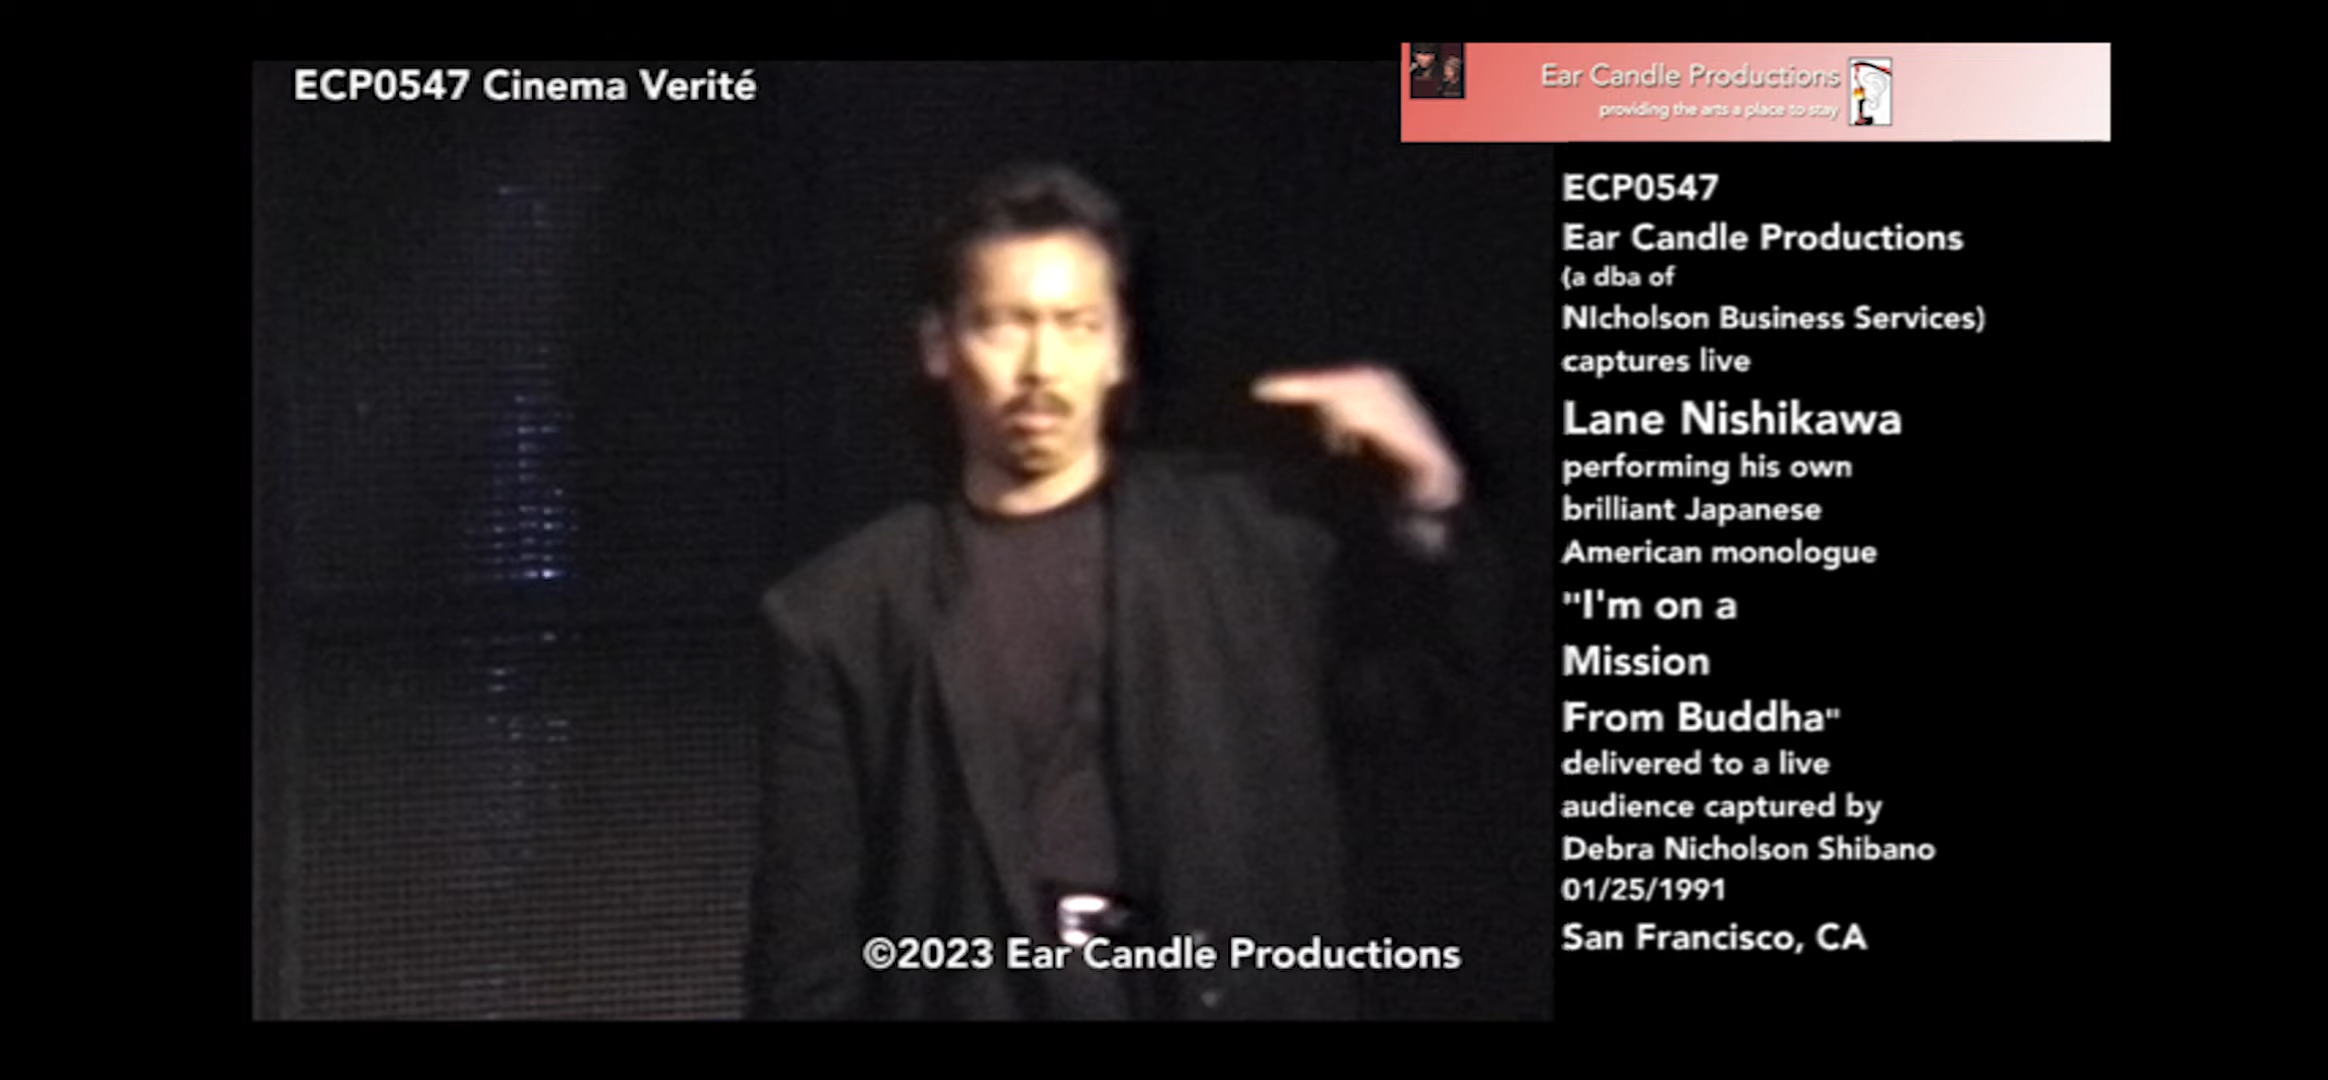 ECP0547 Cinema Verité
Ear Candle Productions
providing the arts a place to stay
ECP0547
Ear Candle Productions
(a dba of
NIcholson Business Services)
captures live
Lane Nishikawa
performing his own
brilliant Japanese
American monologue
"I'm on a
Mission
From Buddha"
delivered to a live
audience captured by
Debra Nicholson Shibano
01/25/1991
San Francisco, CA
©2023 Ear Candle Productions